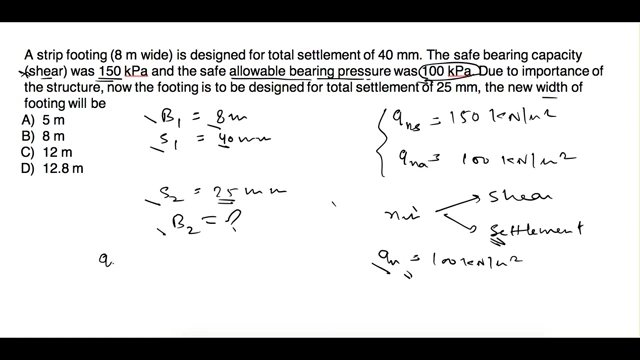 A strip footing (8 m wide) is designed for total settlement of 40 mm. The safe bearing capacity
(shear) was 150 kPa and the safe allowable bearing pressure was 100 kPa. Due to importance of
the structure, now the footing is to be designed for total settlement of 25 mm, the new width of
footing will be
A) 5 m
B) 8 m
C) 12 m
D) 12.8 m
B1 = 8m
S1 = 40mm
S2 = 25mm
B2 = ?
q
qns = 150 kN/m2
qna = 100 kN/m2
min
Shear
Settlement
qn = 100 kN/m2